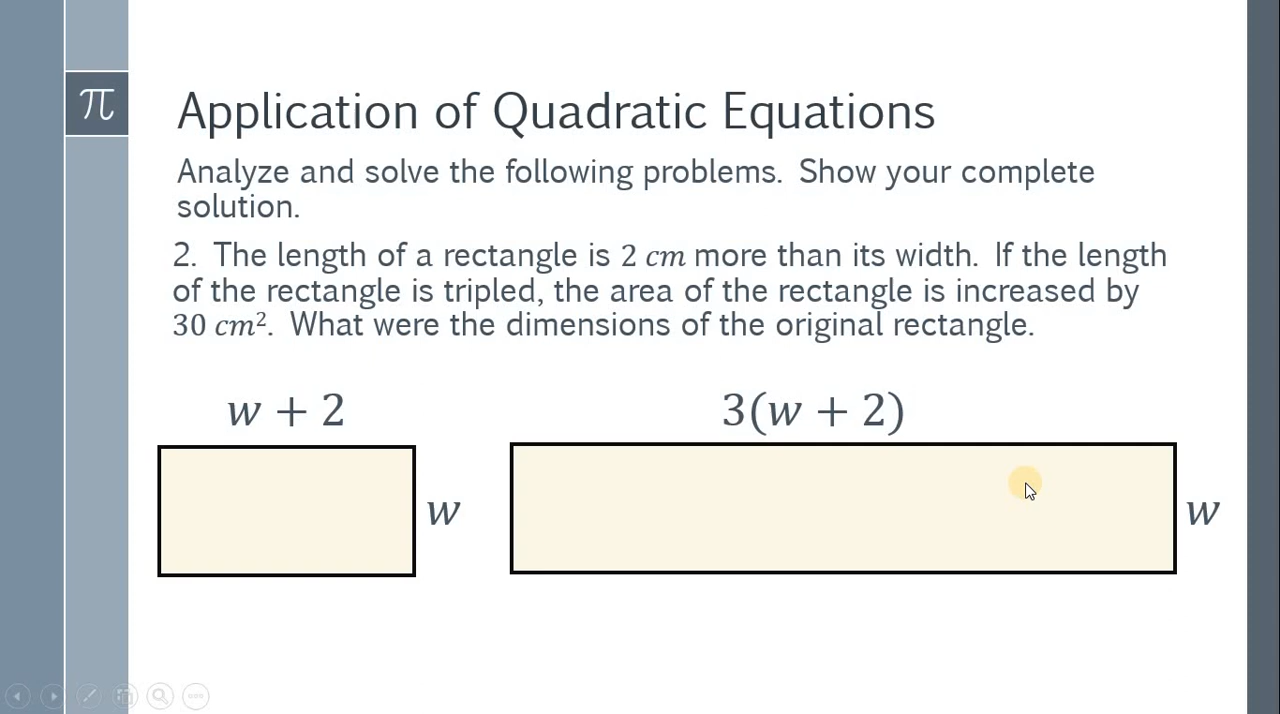 π
Application of Quadratic Equations
Analyze and solve the following problems. Show your complete
solution.
2. The length of a rectangle is 2 cm more than its width. If the length
of the rectangle is tripled, the area of the rectangle is increased by
30 cm². What were the dimensions of the original rectangle.
w + 2
3(w + 2)
w
w